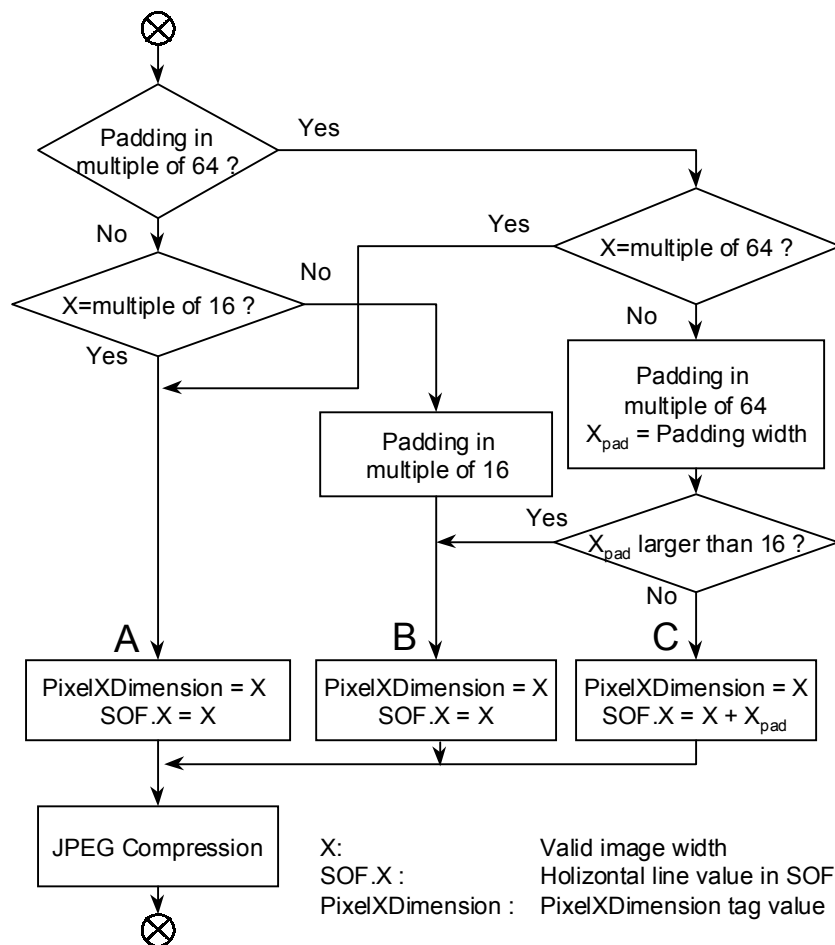 Padding in
multiple of 64 ?
Yes
No
X=multiple of 64 ?
Yes
No
X=multiple of 16 ?
No
Yes
Padding in
multiple of 64
Xpad = Padding width
Padding in
multiple of 16
Xpad larger than 16 ?
Yes
No
A
B
C
PixelXDimension = X
SOF.X = X
PixelXDimension = X
SOF.X = X
PixelXDimension = X
SOF.X = X + Xpad
JPEG Compression
X: Valid image width
SOF.X : Holizontal line value in SOF
PixelXDimension : PixelXDimension tag value